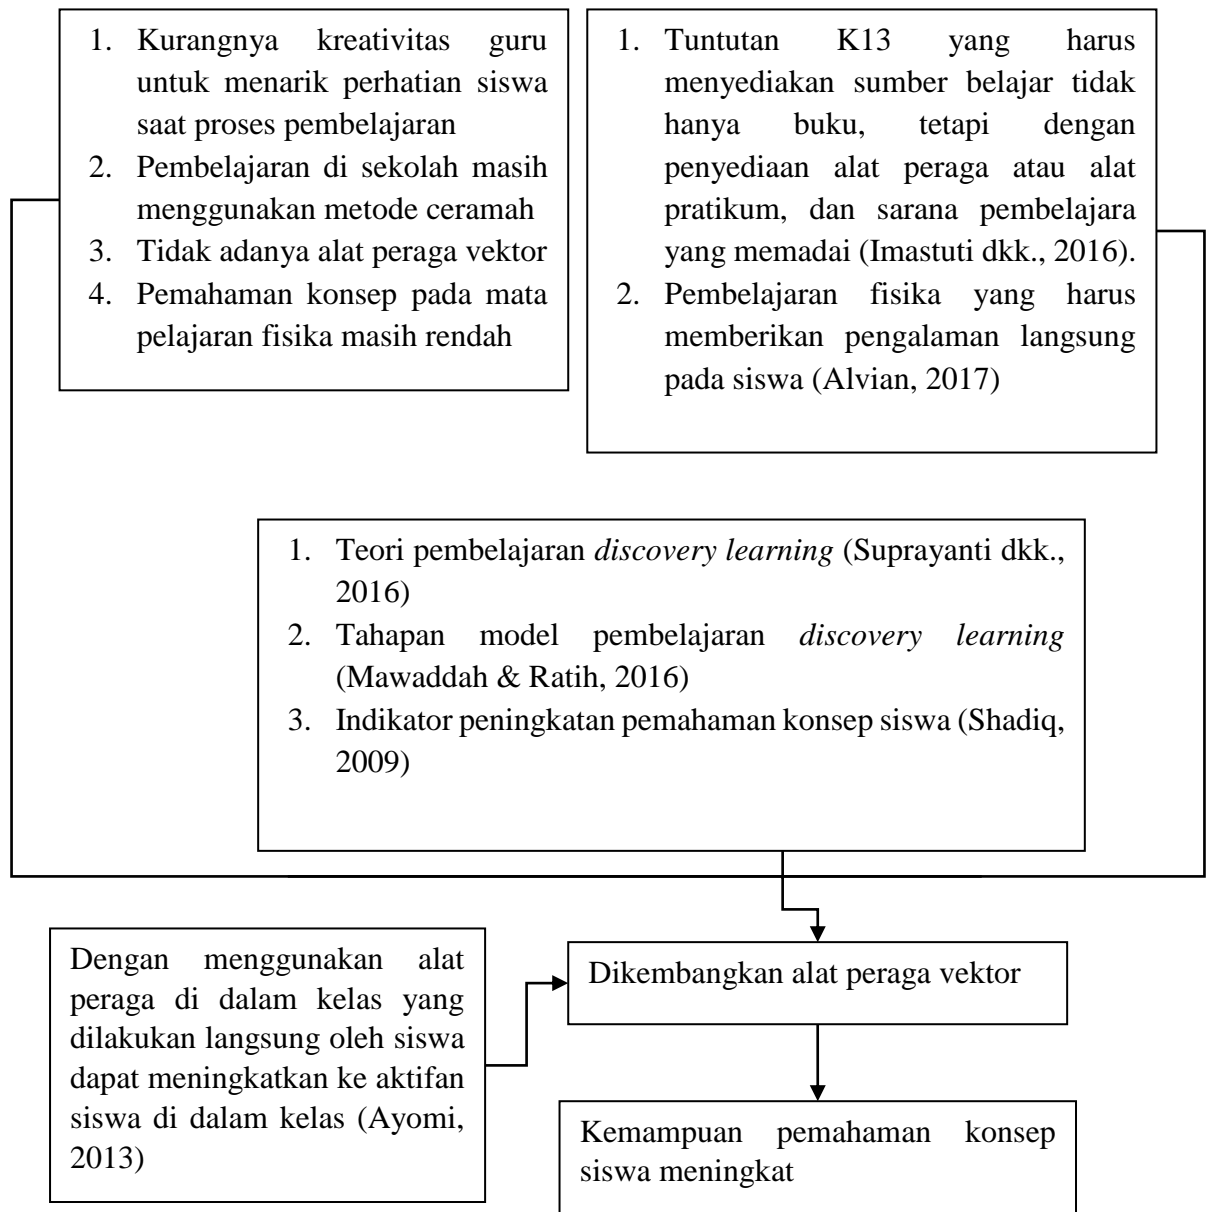 1. Kurangnya kreativitas guru
untuk menarik perhatian siswa
saat proses pembelajaran
2. Pembelajaran di sekolah masih
menggunakan metode ceramah
3. Tidak adanya alat peraga vektor
4. Pemahaman konsep pada mata
pelajaran fisika masih rendah
1. Tuntutan K13 yang harus
menyediakan sumber belajar tidak
hanya buku, tetapi dengan
penyediaan alat peraga atau alat
pratikum, dan sarana pembelajara
yang memadai (Imastuti dkk., 2016).
2. Pembelajaran fisika yang harus
memberikan pengalaman langsung
pada siswa (Alvian, 2017)
1. Teori pembelajaran discovery learning (Suprayanti dkk.,
2016)
2. Tahapan model pembelajaran discovery learning
(Mawaddah & Ratih, 2016)
3. Indikator peningkatan pemahaman konsep siswa (Shadiq,
2009)
Dengan menggunakan alat
peraga di dalam kelas yang
dilakukan langsung oleh siswa
dapat meningkatkan ke aktifan
siswa di dalam kelas (Ayomi,
2013)
Dikembangkan alat peraga vektor
Kemampuan pemahaman konsep
siswa meningkat